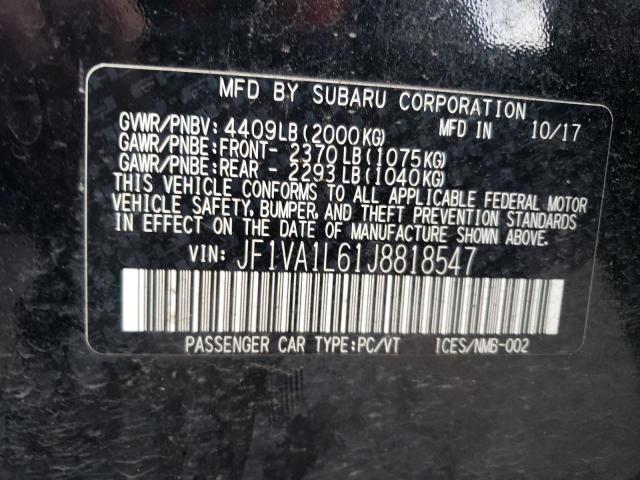 MFD BY SUBARU CORPORATION
GVWR/PNBV: 4409LB(2000KG) MFD IN 10/17
GAWR/PNBE:FRONT- 2370LB(1075KG)
GAWR/PNBE:REAR - 2293LB(1040KG)
THIS VEHICLE CONFORMS TO ALL APPLICABLE FEDERAL MOTOR
VEHICLE SAFETY, BUMPER, AND THEFT PREVENTION STANDARDS
IN EFFECT ON THE DATE OF MANUFACTURE SHOWN ABOVE.
VIN: JF1VA1L61J8818547
PASSENGER CAR TYPE:PC/VT ICES/NMB-002